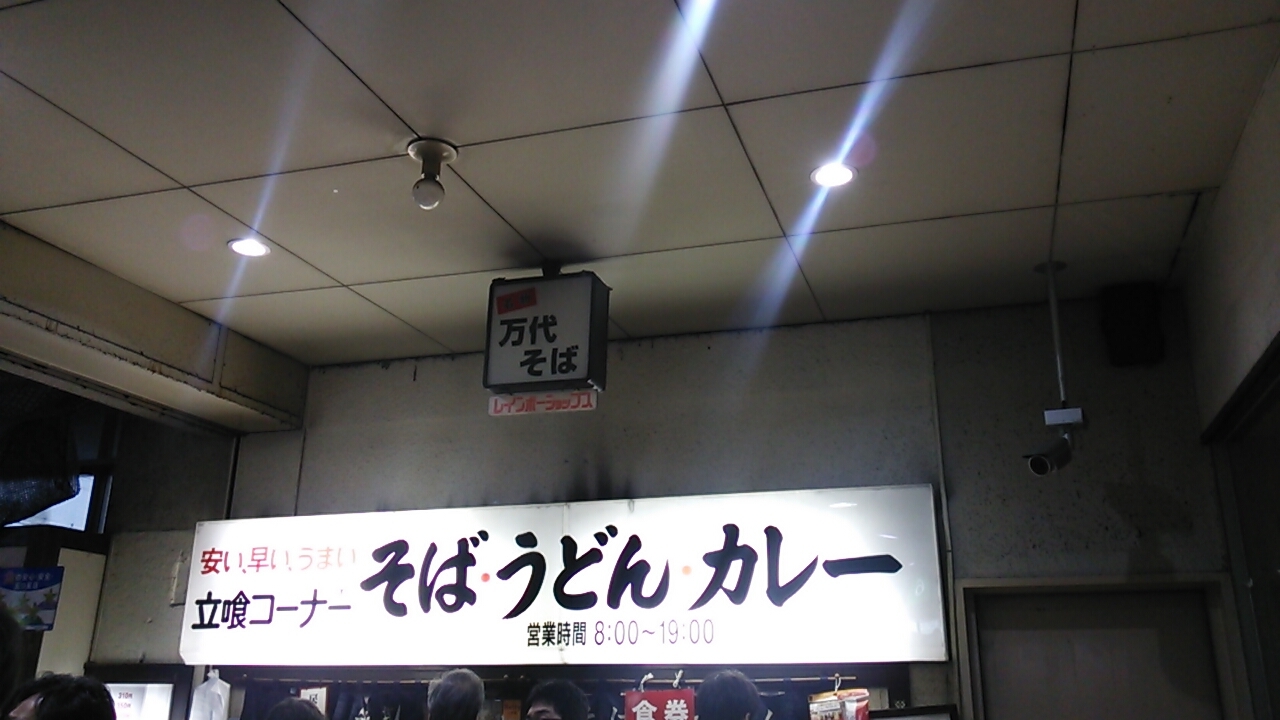 万代
そば
レインボーショップス
安い、早い、うまい
立喰コーナー
そば・うどん・カレー
営業時間 8:00～19:00
食券